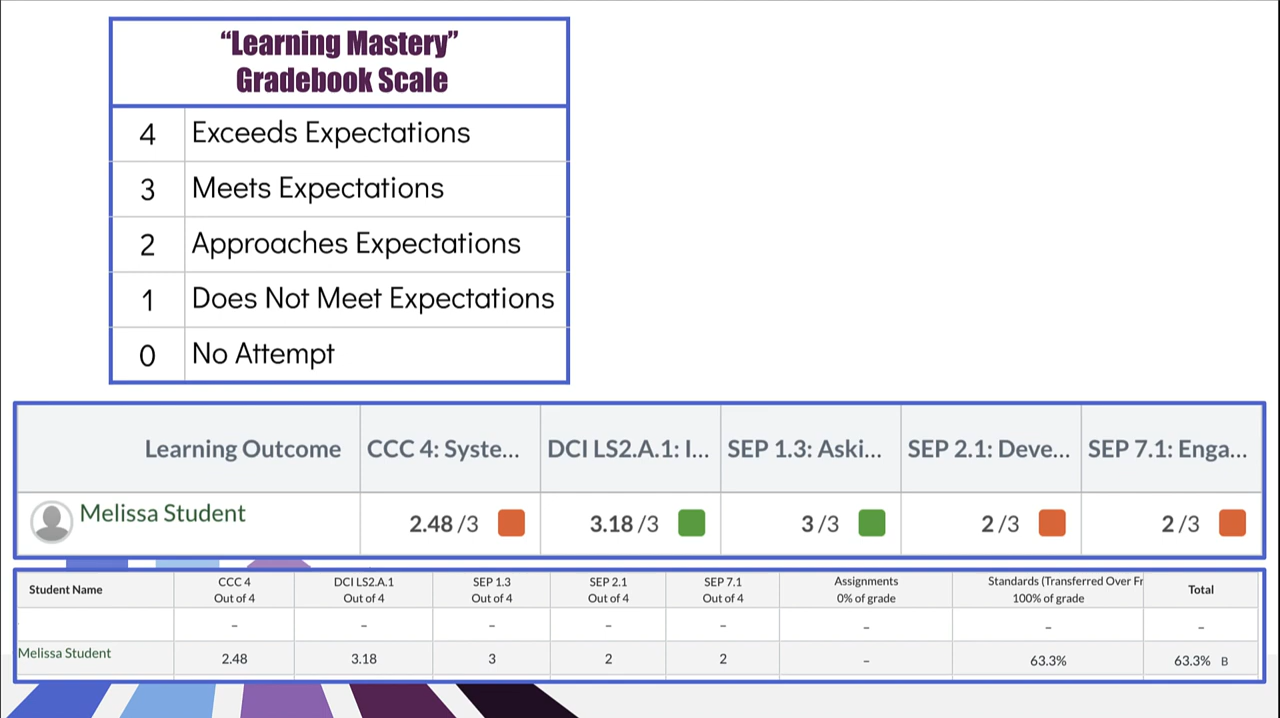 “Learning Mastery”
Gradebook Scale
4 Exceeds Expectations
3 Meets Expectations
2 Approaches Expectations
1 Does Not Meet Expectations
0 No Attempt
Learning Outcome CCC 4: Syste... DCI LS2.A.1: I... SEP 1.3: Aski... SEP 2.1: Deve... SEP 7.1: Enga...
Melissa Student 2.48 /3 3.18 /3 3 /3 2 /3 2 /3
Student Name CCC 4 DCI LS2.A.1 SEP 1.3 SEP 2.1 SEP 7.1 Assignments Standards (Transferred Over Fr Total
Out of 4 Out of 4 Out of 4 Out of 4 Out of 4 0% of grade 100% of grade
– – – – – – – –
Melissa Student 2.48 3.18 3 2 2 – 63.3% 63.3% B